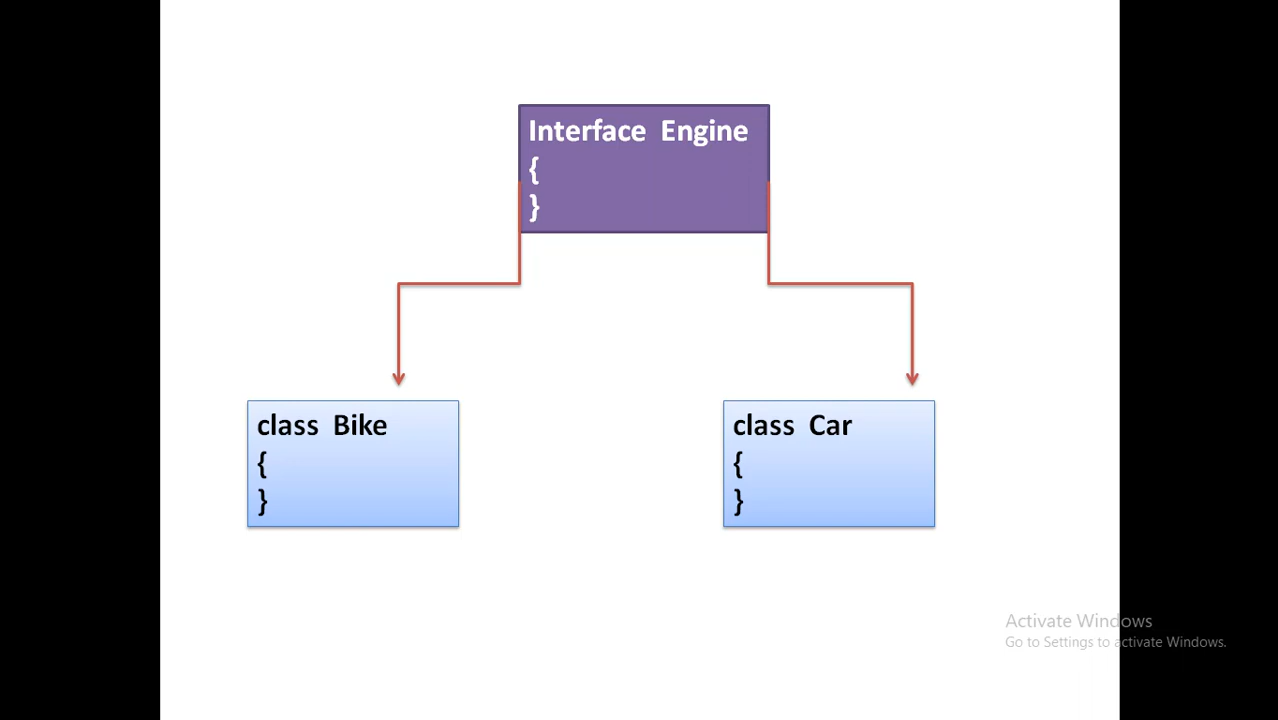 Interface Engine
{
}
class Bike
{
}
class Car
{
}
Activate Windows
Go to Settings to activate Windows.